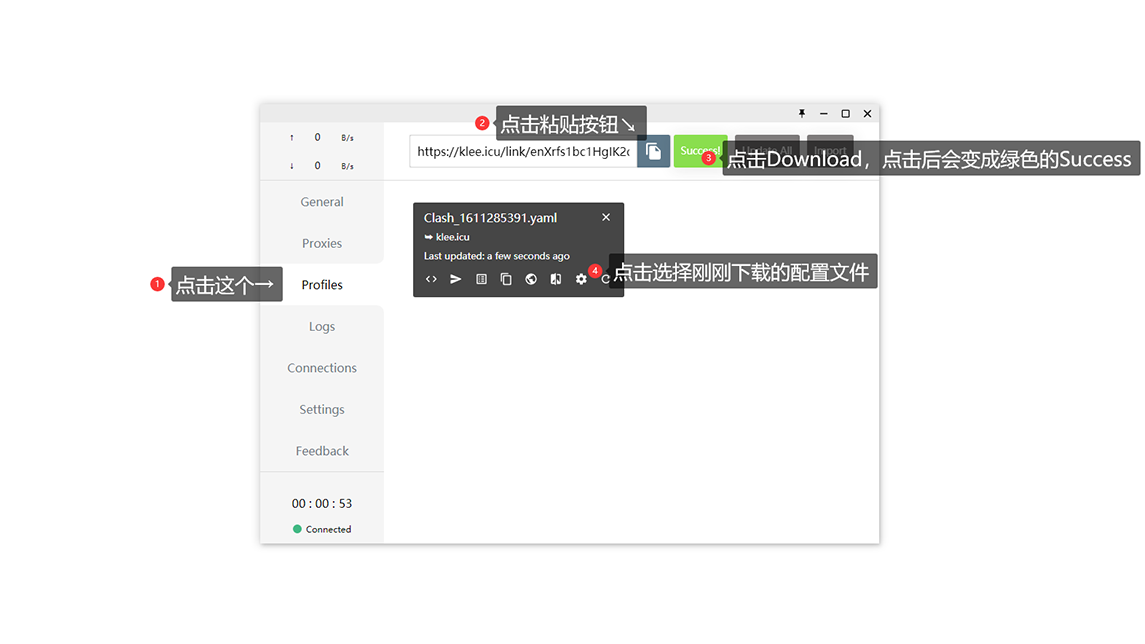 2 点击粘贴按钮↘
↑ 0 B/s
↓ 0 B/s
https://klee.icu/link/enXrfs1bc1HgIK2c
Success!
Update All
Import
3 点击Download，点击后会变成绿色的Success
General
Proxies
1 点击这个→
Profiles
Logs
Connections
Settings
Feedback
00 : 00 : 53
Connected
Clash_1611285391.yaml
klee.icu
Last updated: a few seconds ago
4 点击选择刚刚下载的配置文件